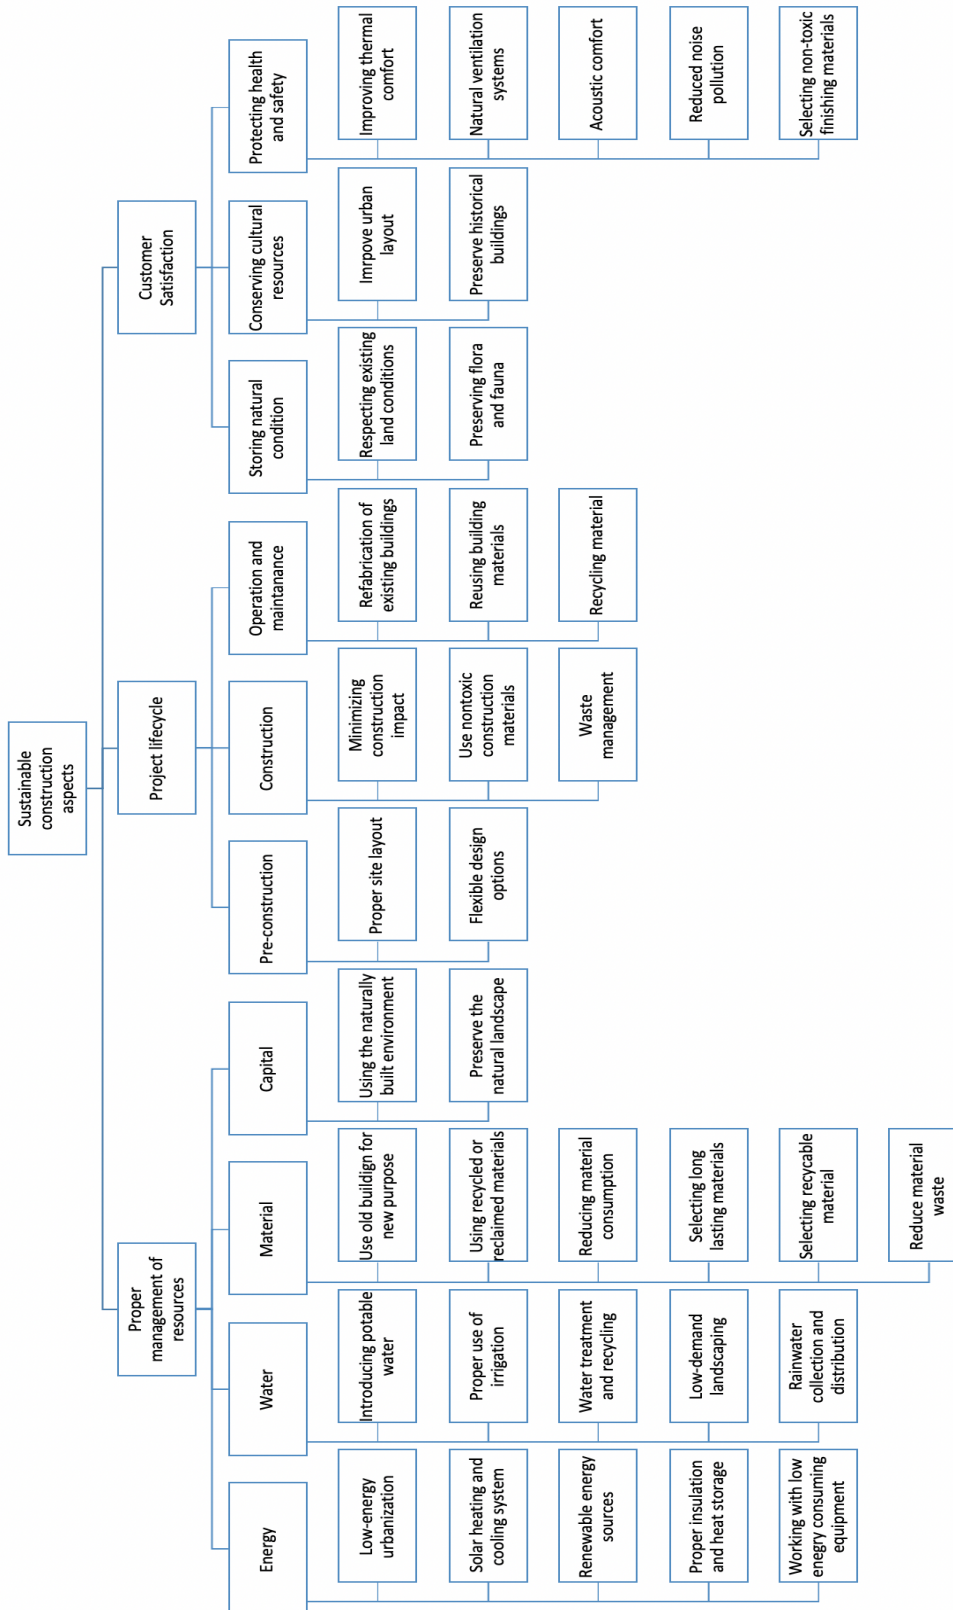 Sustainable
construction
aspects
Proper
management of
resources
Project lifecycle
Customer
Satisfaction
Energy
Water
Material
Capital
Pre-construction
Construction
Operation and
maintanance
Storing natural
condition
Conserving cultural
resources
Protecting health
and safety
Low-energy
urbanization
Solar heating and
cooling system
Renewable energy
sources
Proper insulation
and heat storage
Working with low
enegry consuming
equipment
Introducing potable
water
Proper use of
irrigation
Water treatment
and recycling
Low-demand
landscaping
Rainwater
collection and
distribution
Use old buildign for
new purpose
Using recycled or
reclaimed materials
Reducing material
consumption
Selecting long
lasting materials
Selecting recycable
material
Reduce material
waste
Using the naturally
built environment
Preserve the
natural landscape
Proper site layout
Flexible design
options
Minimizing
construction
impact
Use nontoxic
construction
materials
Waste
management
Refabrication of
existing buildings
Reusing building
materials
Recycling material
Respecting existing
land conditions
Preserving flora
and fauna
Imrpove urban
layout
Preserve historical
buildings
Improving thermal
comfort
Natural ventilation
systems
Acoustic comfort
Reduced noise
pollution
Selecting non-toxic
finishing materials